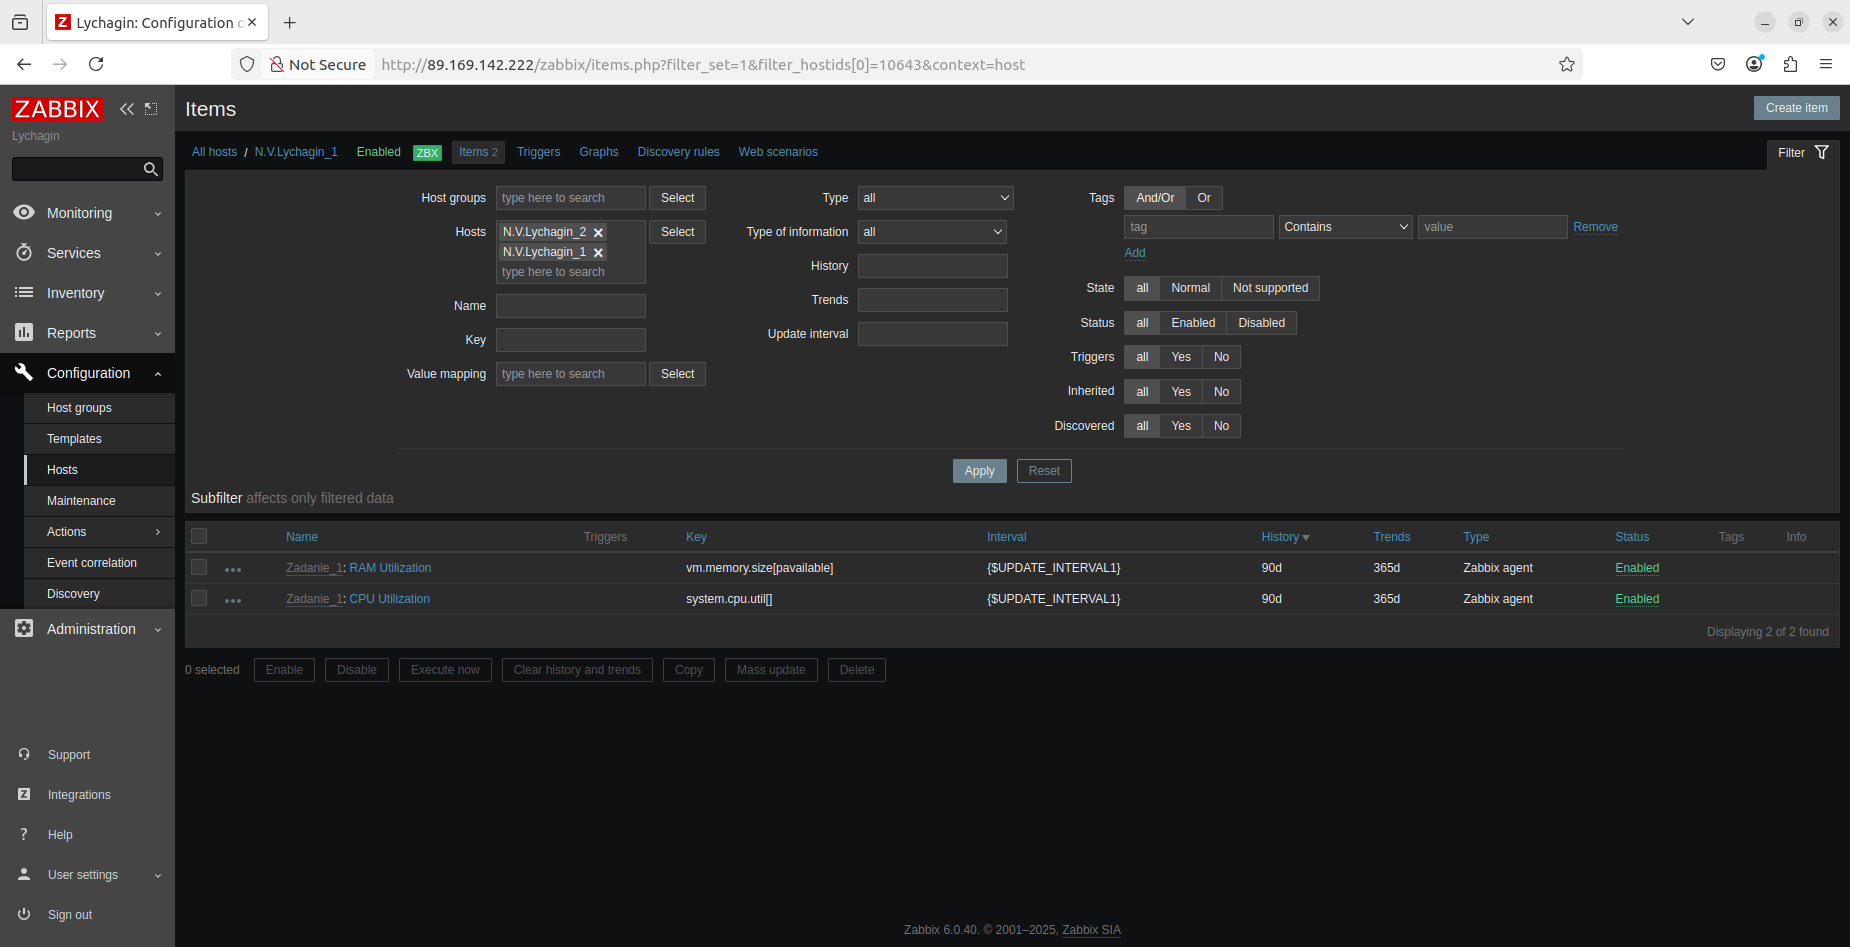 Lychagin: Configuration o
Not Secure
http://89.169.142.222/zabbix/items.php?filter_set=1&filter_hostids[0]=10643&context=host
ZABBIX
Lychagin
Monitoring
Services
Inventory
Reports
Configuration
Host groups
Templates
Hosts
Maintenance
Actions
Event correlation
Discovery
Administration
Support
Integrations
Help
User settings
Sign out
Items
Create item
All hosts / N.V.Lychagin_1 Enabled ZBX Items 2 Triggers Graphs Discovery rules Web scenarios
Filter
Host groups type here to search Select
Hosts N.V.Lychagin_2 Select
N.V.Lychagin_1
type here to search
Name
Key
Value mapping type here to search Select
Type all
Type of information all
History
Trends
Update interval
Tags And/Or Or
tag Contains value Remove
Add
State all Normal Not supported
Status all Enabled Disabled
Triggers all Yes No
Inherited all Yes No
Discovered all Yes No
Apply Reset
Subfilter affects only filtered data
Name Triggers Key Interval History Trends Type Status Tags Info
Zadanie_1: RAM Utilization vm.memory.size[pavailable] {$UPDATE_INTERVAL1} 90d 365d Zabbix agent Enabled
Zadanie_1: CPU Utilization system.cpu.util[] {$UPDATE_INTERVAL1} 90d 365d Zabbix agent Enabled
Displaying 2 of 2 found
0 selected Enable Disable Execute now Clear history and trends Copy Mass update Delete
Zabbix 6.0.40. © 2001–2025, Zabbix SIA